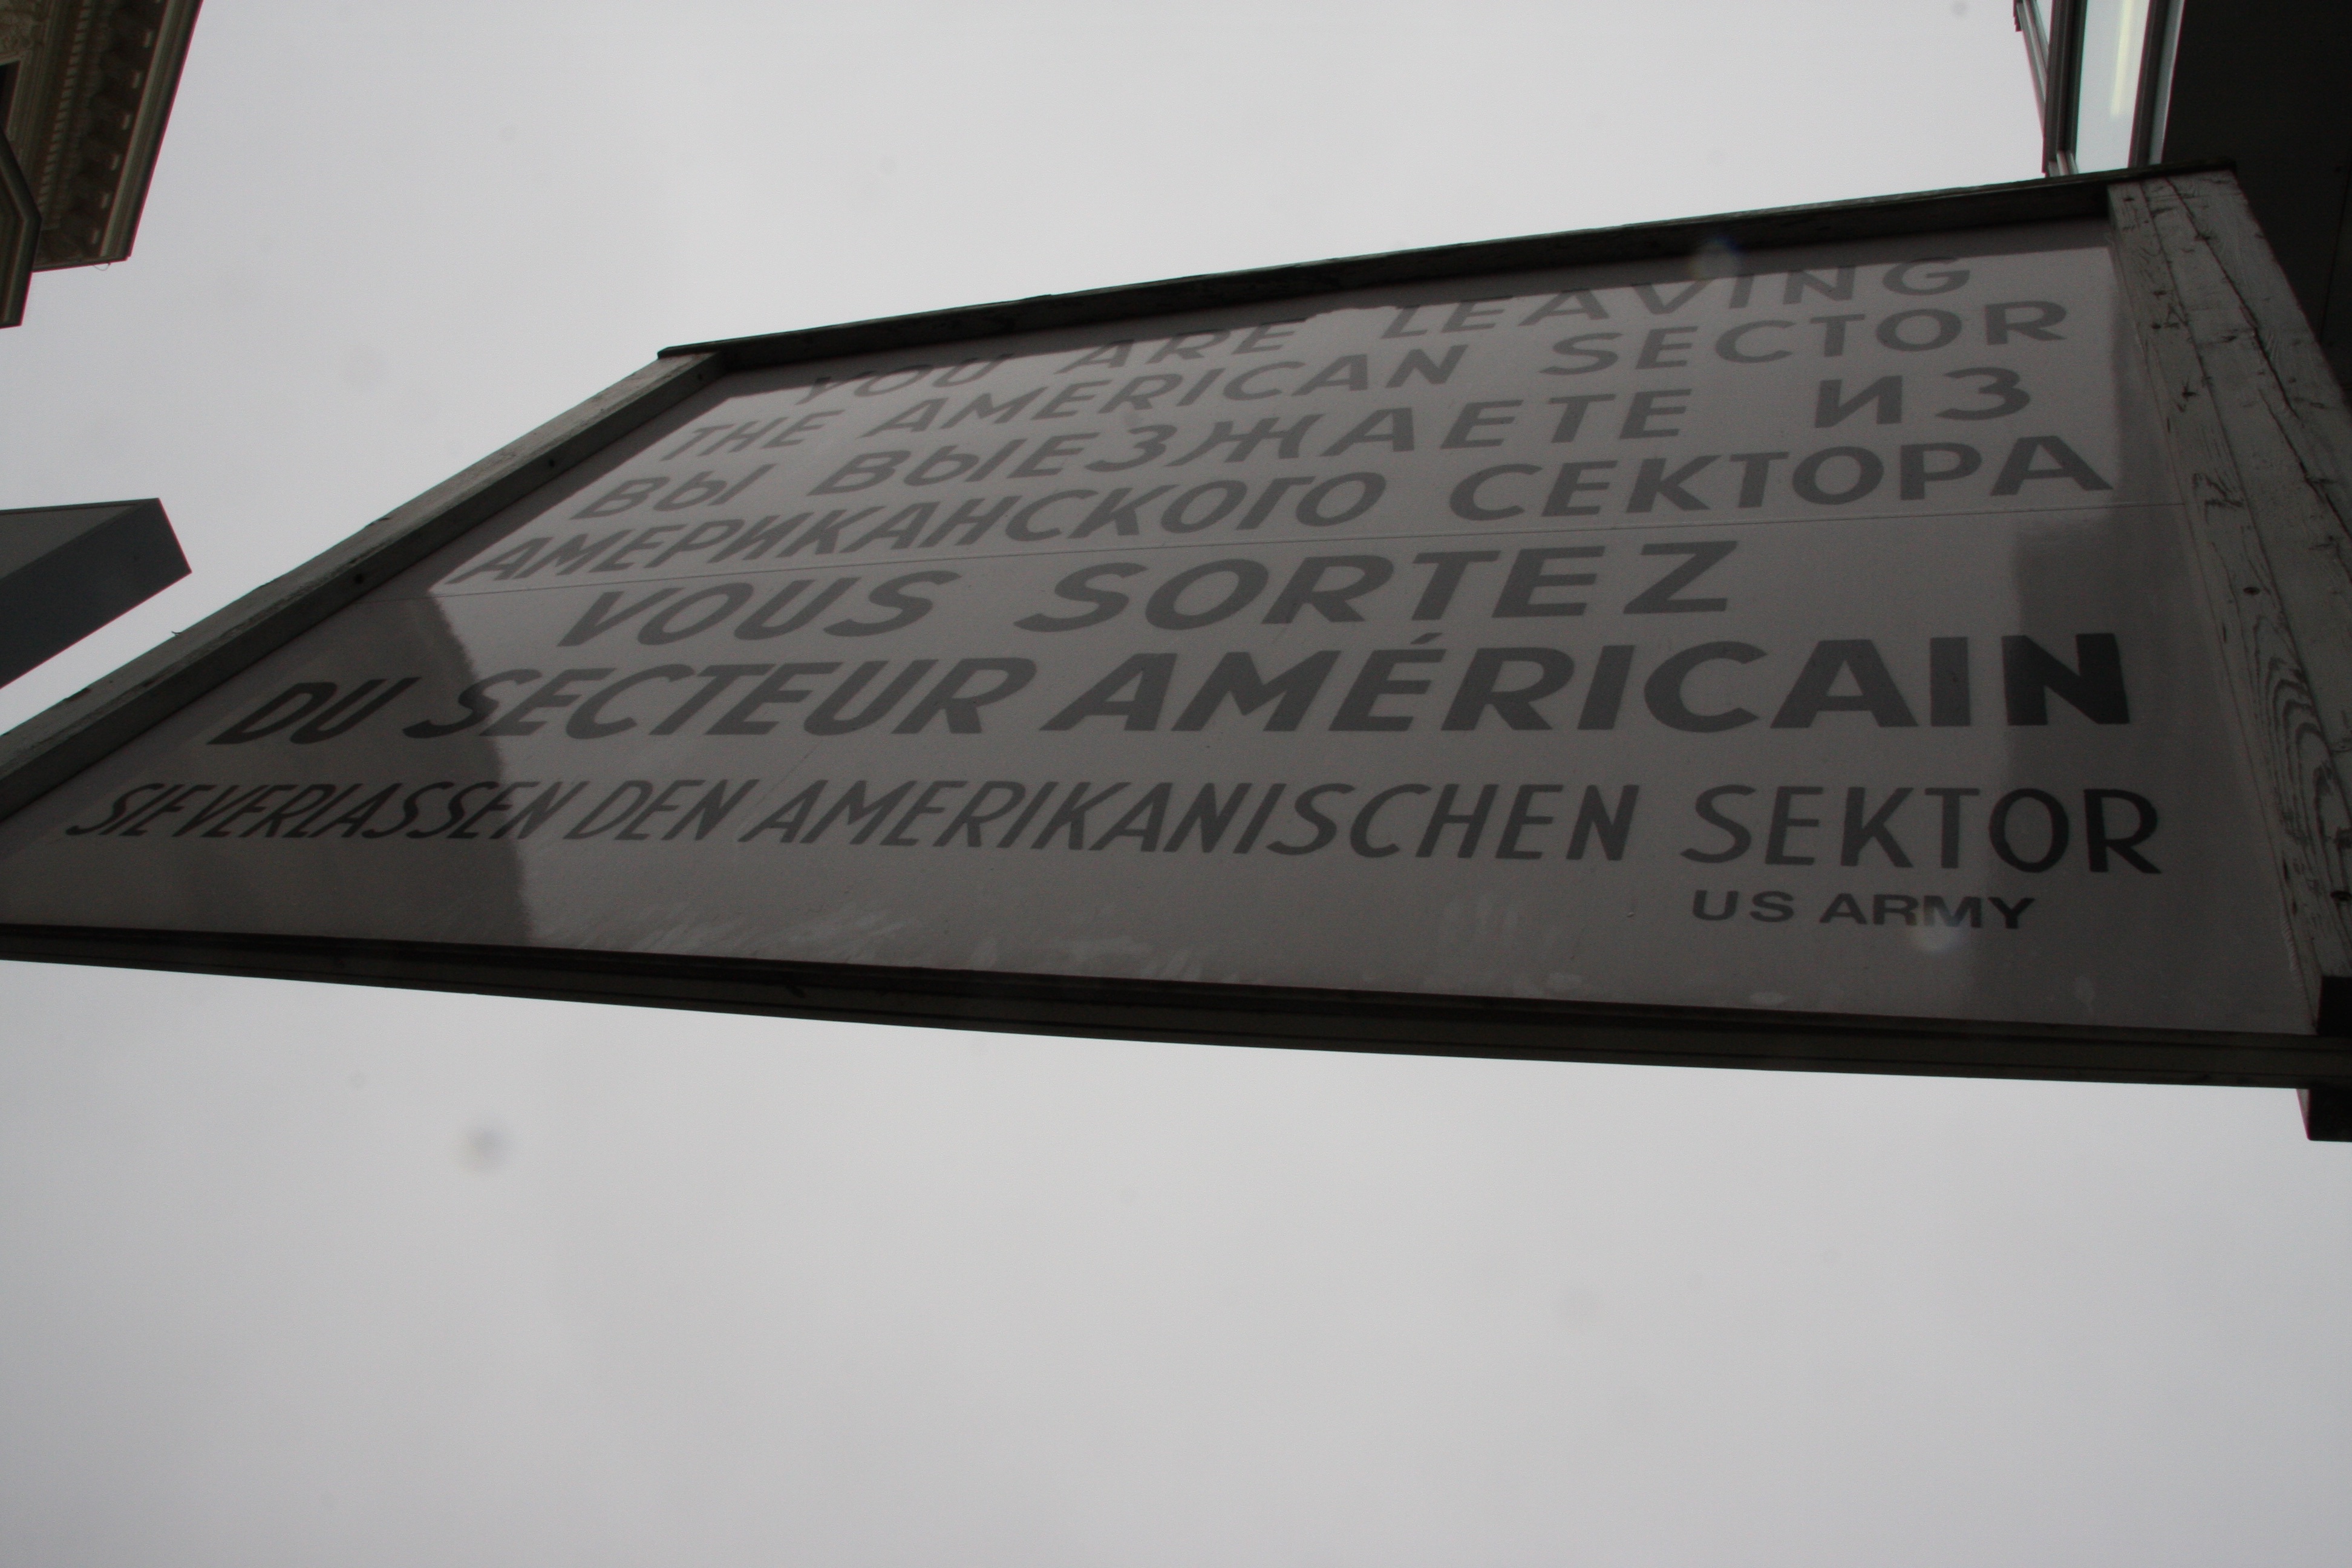 YOU ARE LEAVING
THE AMERICAN SECTOR
ВЫ ВЫЕЗЖАЕТЕ ИЗ
АМЕРИКАНСКОГО СЕКТОРА
VOUS SORTEZ
DU SECTEUR AMÉRICAIN
SIE VERLASSEN DEN AMERIKANISCHEN SEKTOR
US ARMY